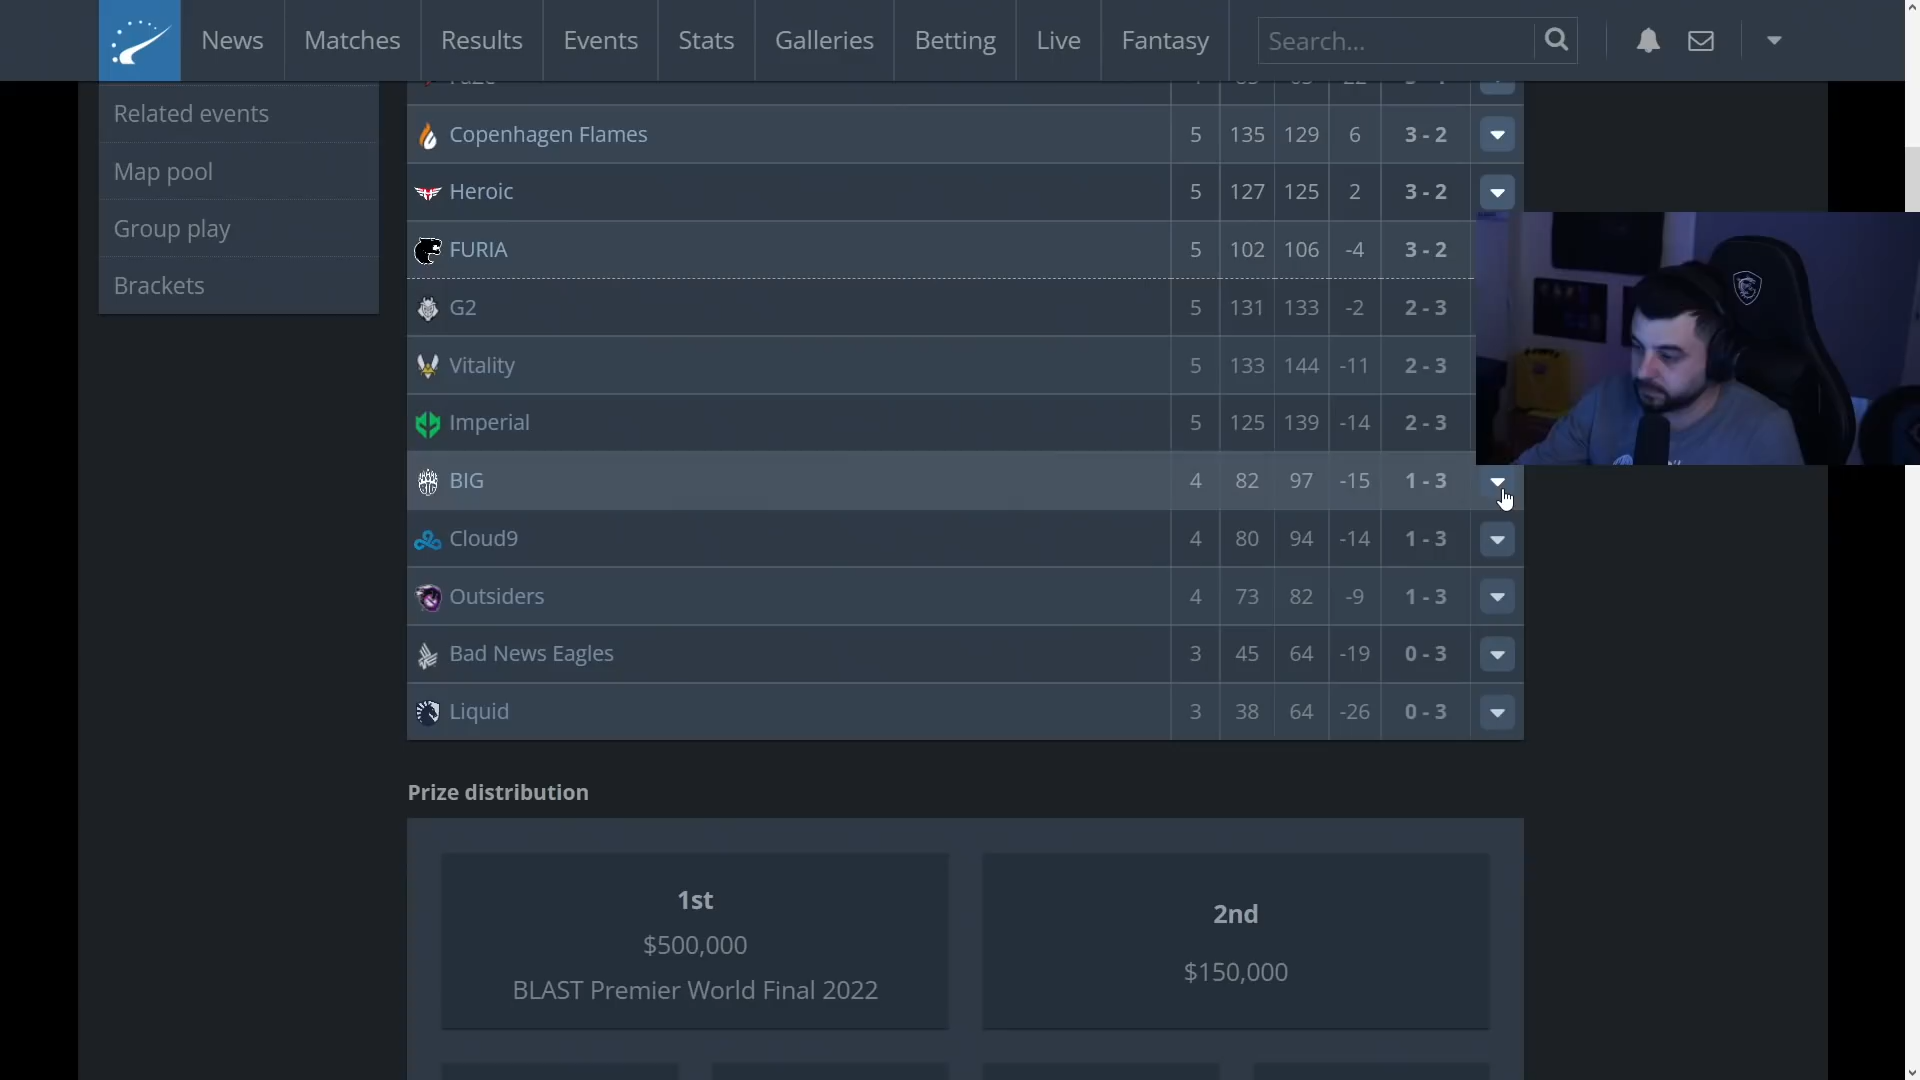 News Matches Results Events Stats Galleries Betting Live Fantasy Search...
Related events
Map pool
Group play
Brackets
Copenhagen Flames 5 135 129 6 3 - 2
Heroic 5 127 125 2 3 - 2
FURIA 5 102 106 -4 3 - 2
G2 5 131 133 -2 2 - 3
Vitality 5 133 144 -11 2 - 3
Imperial 5 125 139 -14 2 - 3
BIG 4 82 97 -15 1 - 3
Cloud9 4 80 94 -14 1 - 3
Outsiders 4 73 82 -9 1 - 3
Bad News Eagles 3 45 64 -19 0 - 3
Liquid 3 38 64 -26 0 - 3
Prize distribution
1st
$500,000
BLAST Premier World Final 2022
2nd
$150,000